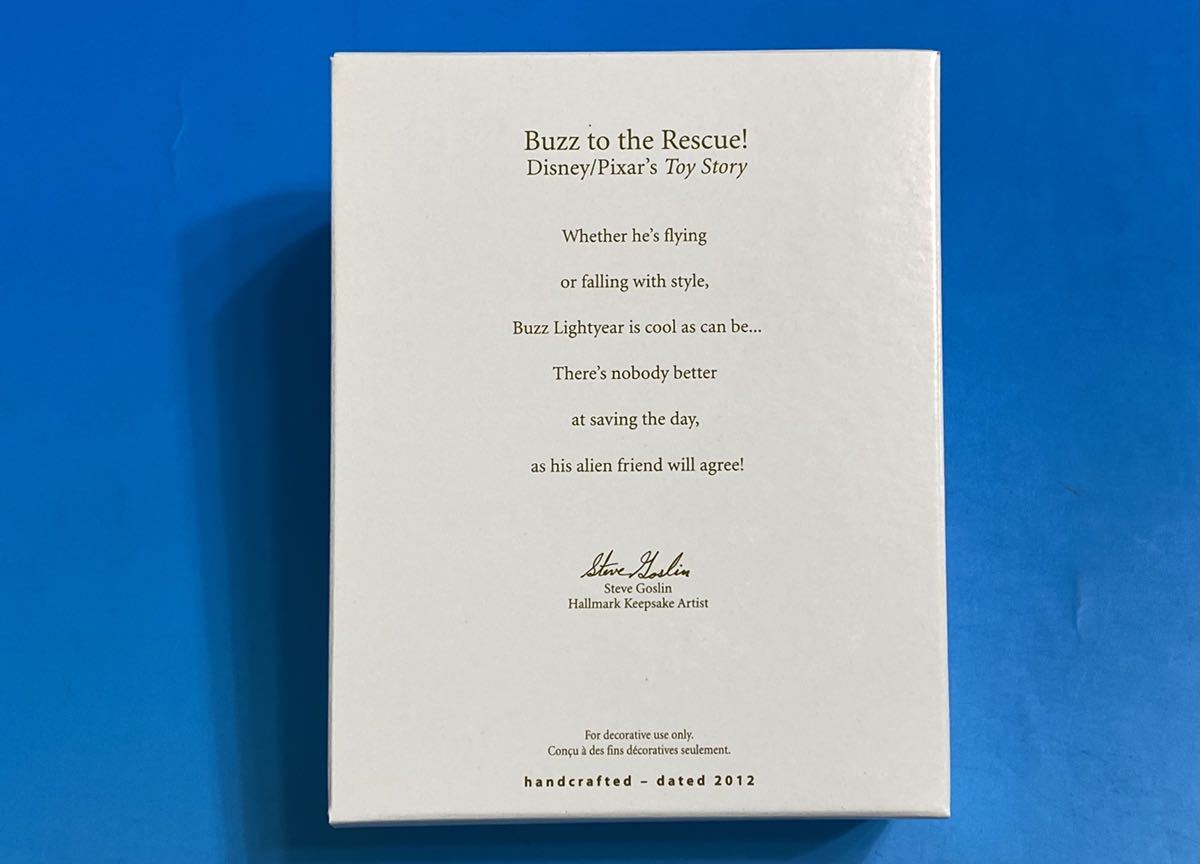 Buzz to the Rescue!
Disney/Pixar's Toy Story
Whether he's flying
or falling with style,
Buzz Lightyear is cool as can be...
There's nobody better
at saving the day,
as his alien friend will agree!
Steve Goslin
Steve Goslin
Hallmark Keepsake Artist
For decorative use only.
Conçu à des fins décoratives seulement.
handcrafted – dated 2012